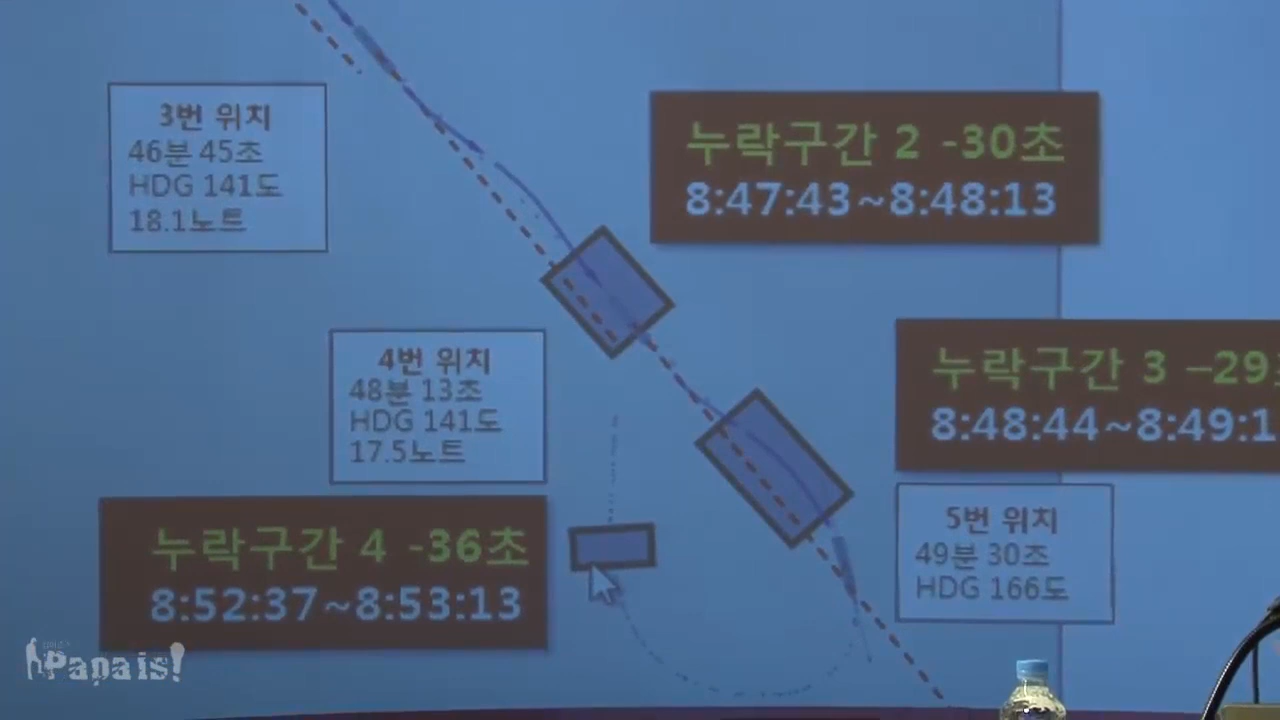 3번 위치
46분 45초
HDG 141도
18.1노트
누락구간 2 -30초
8:47:43~8:48:13
4번 위치
48분 13초
HDG 141도
17.5노트
누락구간 3 –29
8:48:44~8:49:1
누락구간 4 -36초
8:52:37~8:53:13
5번 위치
49분 30초
HDG 166도
Papais!